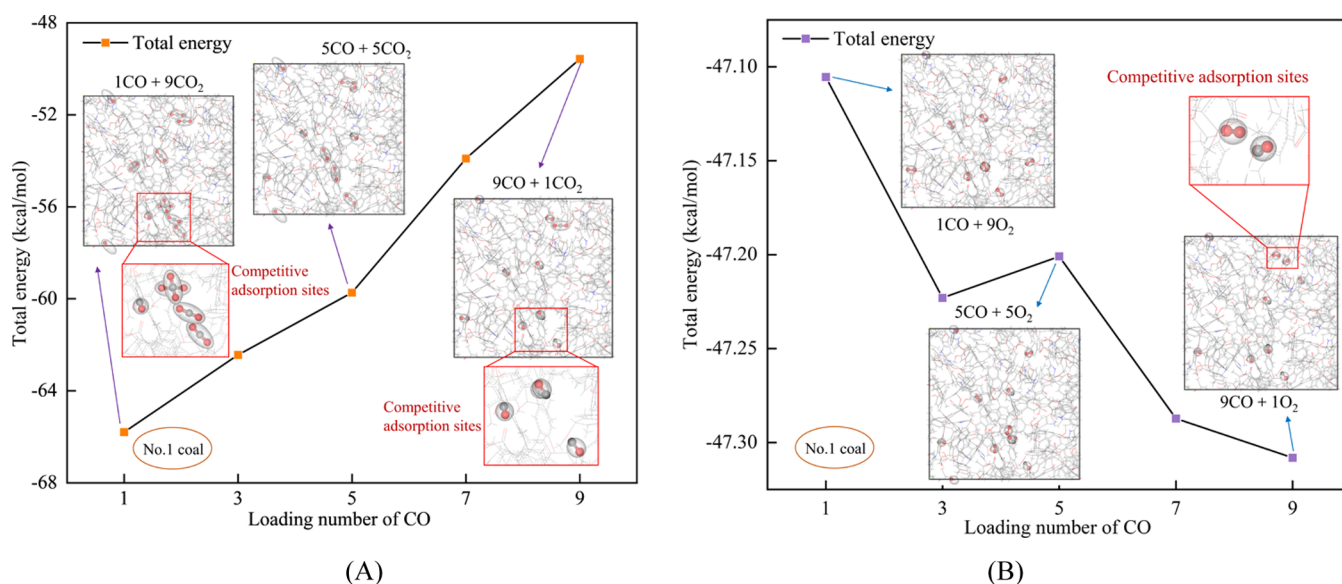 Total energy
5CO + 5CO₂
1CO + 9CO₂
9CO + 1CO₂
Competitive
adsorption sites
Competitive
adsorption sites
No.1 coal
-48
-52
-56
-60
-64
-68
Total energy (kcal/mol)
1 3 5 7 9
Loading number of CO
(A)
Total energy
Competitive adsorption sites
1CO + 9O₂
5CO + 5O₂
9CO + 1O₂
No.1 coal
-47.10
-47.15
-47.20
-47.25
-47.30
Total energy (kcal/mol)
1 3 5 7 9
Loading number of CO
(B)